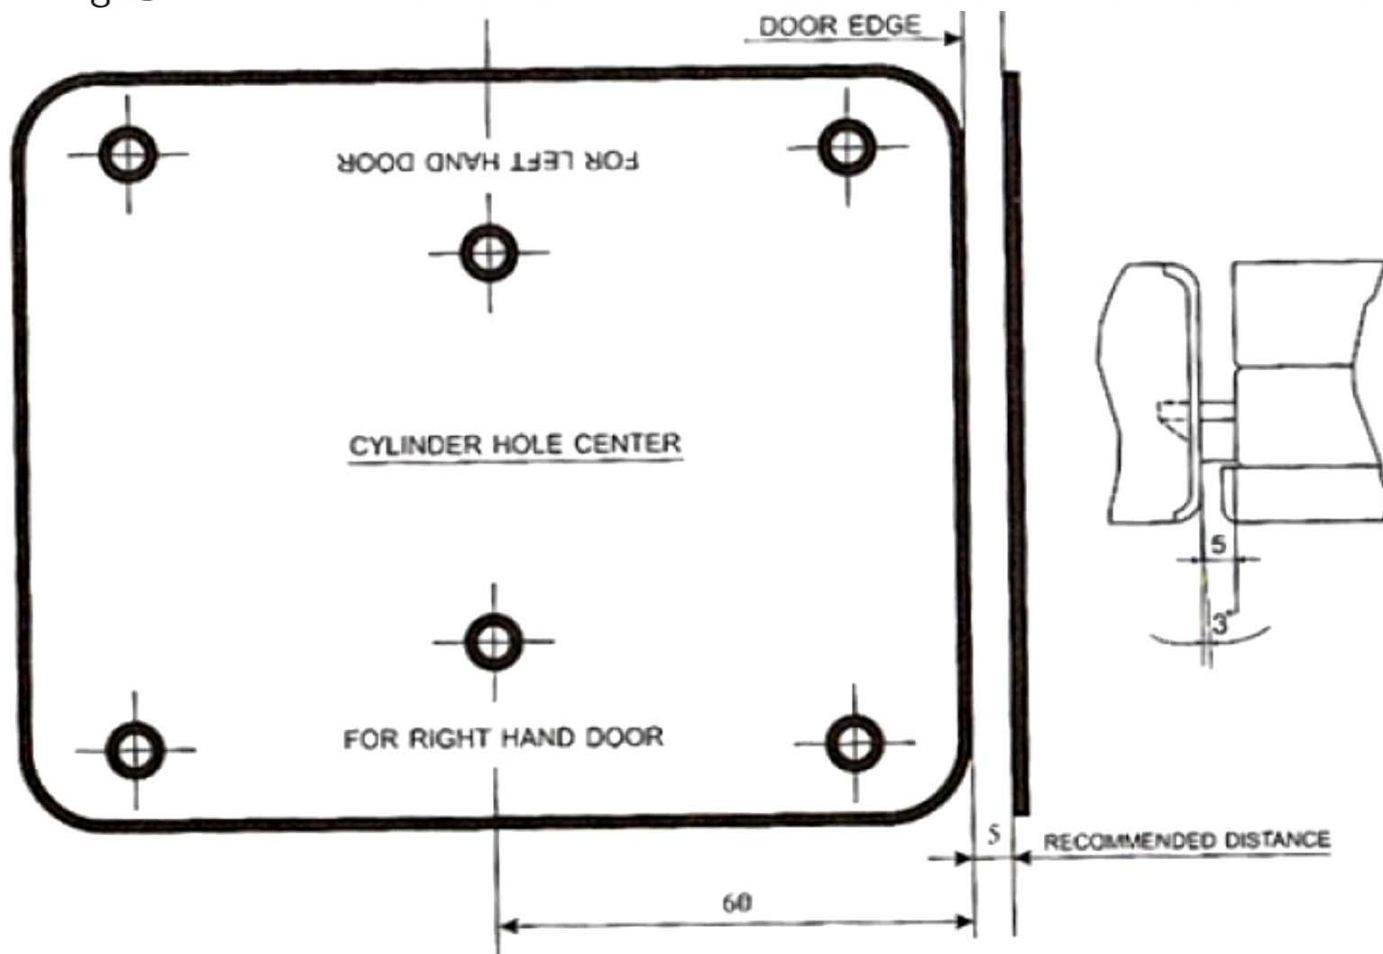 DOOR EDGE
FOR LEFT HAND DOOR
CYLINDER HOLE CENTER
5
3°
FOR RIGHT HAND DOOR
5
RECOMMENDED DISTANCE
60